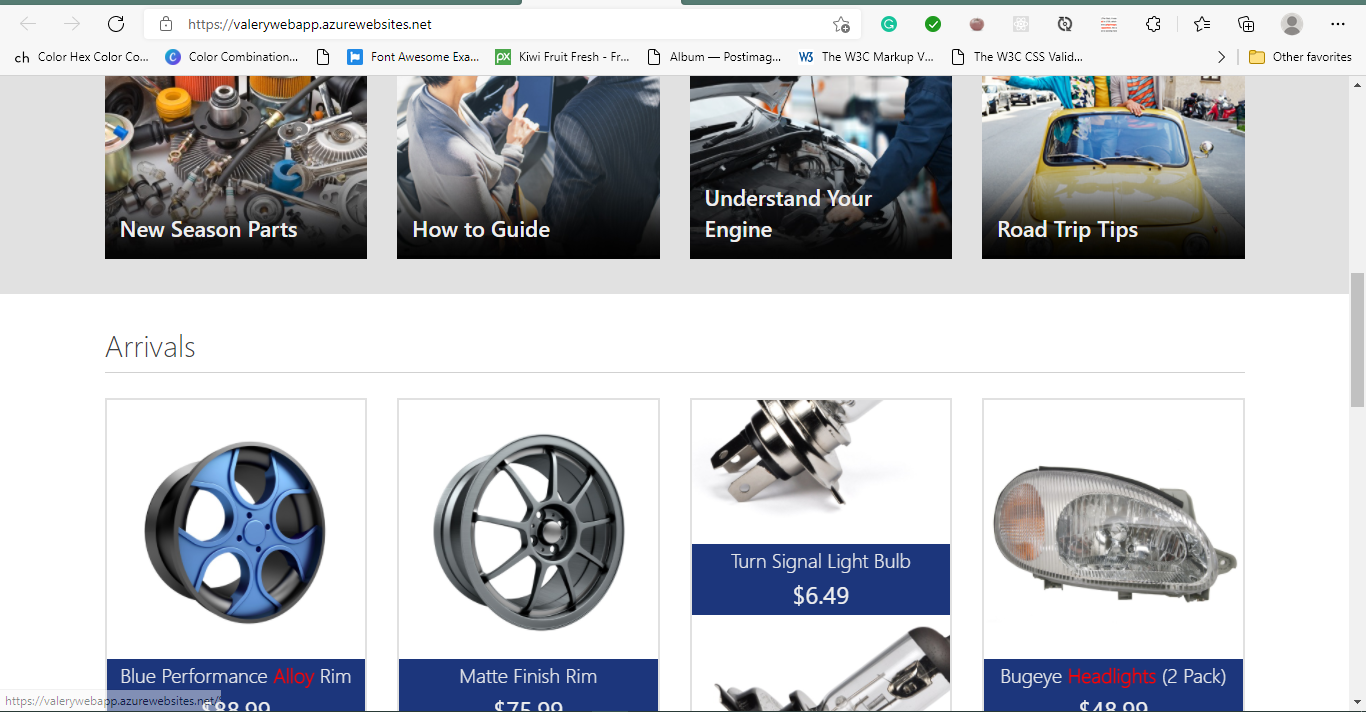 https://valerywebapp.azurewebsites.net
ch Color Hex Color Co...
C Color Combination...
Font Awesome Exa...
px Kiwi Fruit Fresh - Fr...
Album — Postimag...
W3 The W3C Markup V...
The W3C CSS Valid...
Other favorites
New Season Parts
How to Guide
Understand Your
Engine
Road Trip Tips
Arrivals
Turn Signal Light Bulb
$6.49
Blue Performance Alloy Rim
Matte Finish Rim
Bugeye Headlights (2 Pack)
$75.99
$48.99
https://valerywebapp.azurewebsites.net/